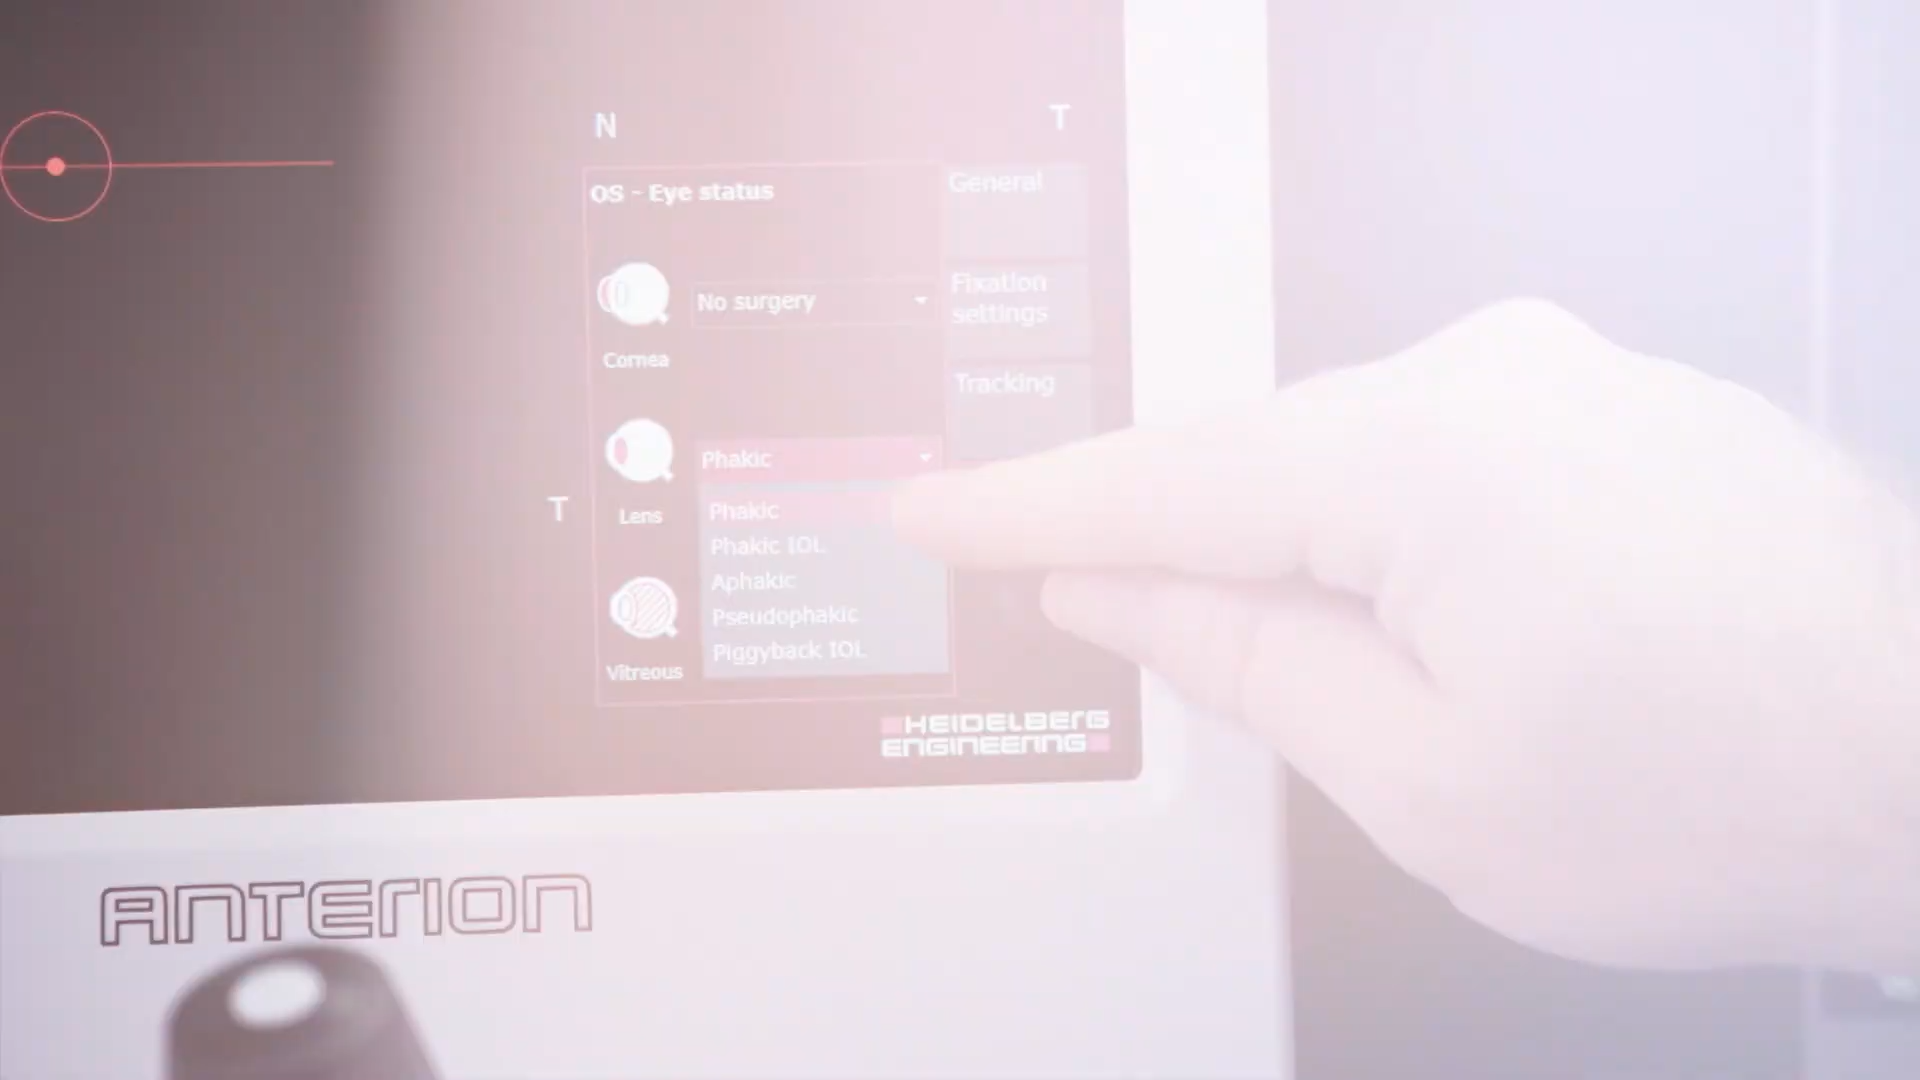 N
T
OS - Eye status
General
No surgery
Fixation
settings
Cornea
Tracking
Phakic
T
Lens
Phakic
Phakic IOL
Aphakic
Pseudophakic
Piggyback IOL
Vitreous
HEIDELBERG
ENGINEERING
ANTERION